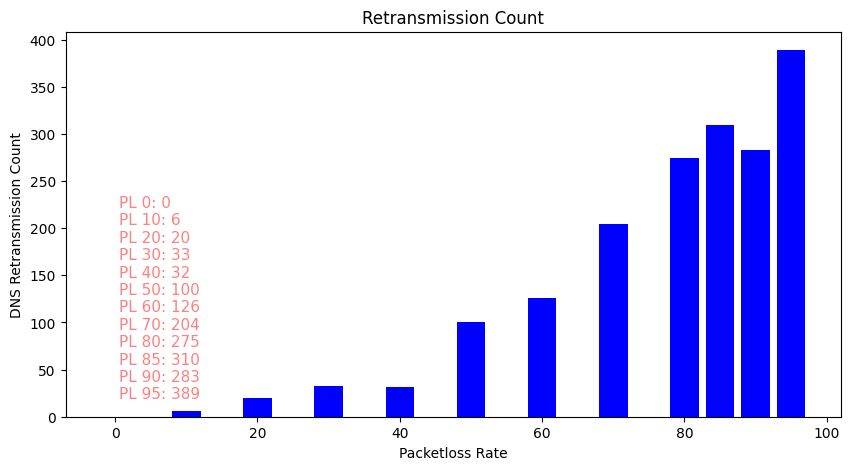 Retransmission Count
DNS Retransmission Count
400
350
300
250
200
150
100
50
0
PL 0: 0
PL 10: 6
PL 20: 20
PL 30: 33
PL 40: 32
PL 50: 100
PL 60: 126
PL 70: 204
PL 80: 275
PL 85: 310
PL 90: 283
PL 95: 389
0 20 40 60 80 100
Packetloss Rate